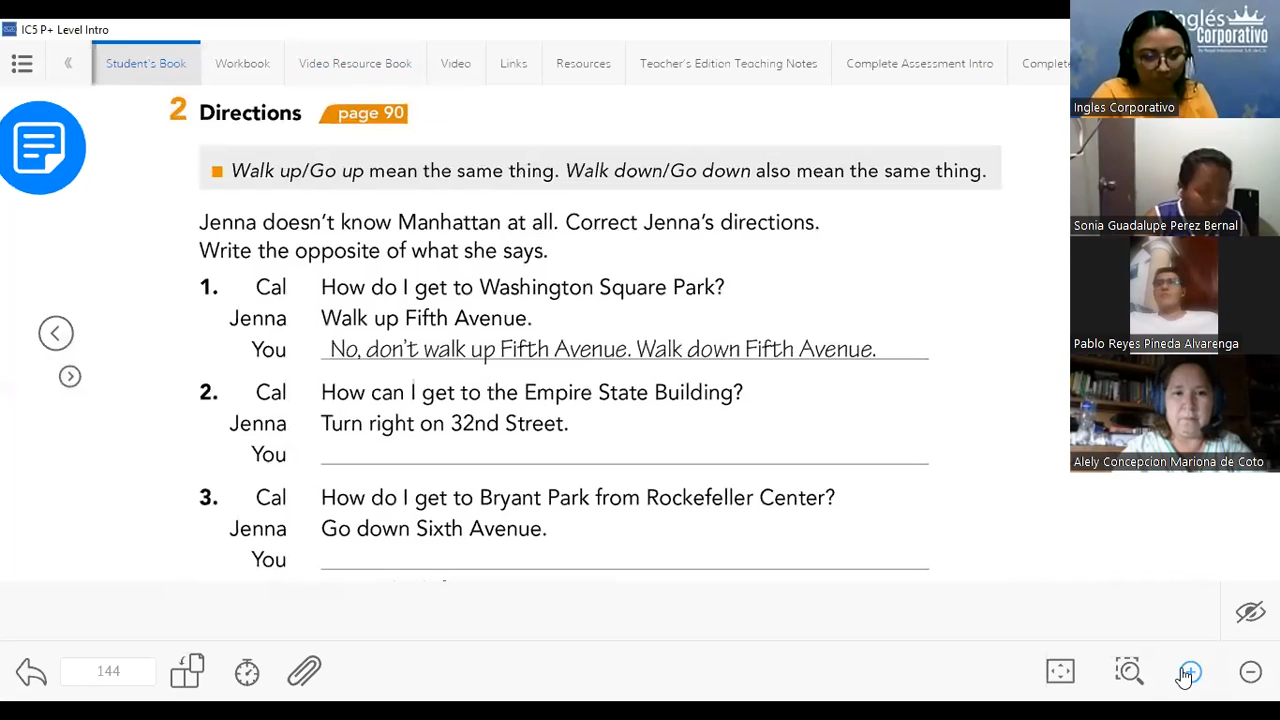 IC5 P+ Level Intro
Student's Book
Workbook
Video Resource Book
Video
Links
Resources
Teacher's Edition Teaching Notes
Complete Assessment Intro
Complete
2 Directions page 90
Walk up/Go up mean the same thing. Walk down/Go down also mean the same thing.
Jenna doesn't know Manhattan at all. Correct Jenna's directions.
Write the opposite of what she says.
1. Cal How do I get to Washington Square Park?
Jenna Walk up Fifth Avenue.
You No, don't walk up Fifth Avenue. Walk down Fifth Avenue.
2. Cal How can I get to the Empire State Building?
Jenna Turn right on 32nd Street.
You
3. Cal How do I get to Bryant Park from Rockefeller Center?
Jenna Go down Sixth Avenue.
You
144
Inglés
Corporativo
Ingles Corporativo
Sonia Guadalupe Perez Bernal
Pablo Reyes Pineda Alvarenga
Alely Concepcion Mariona de Coto